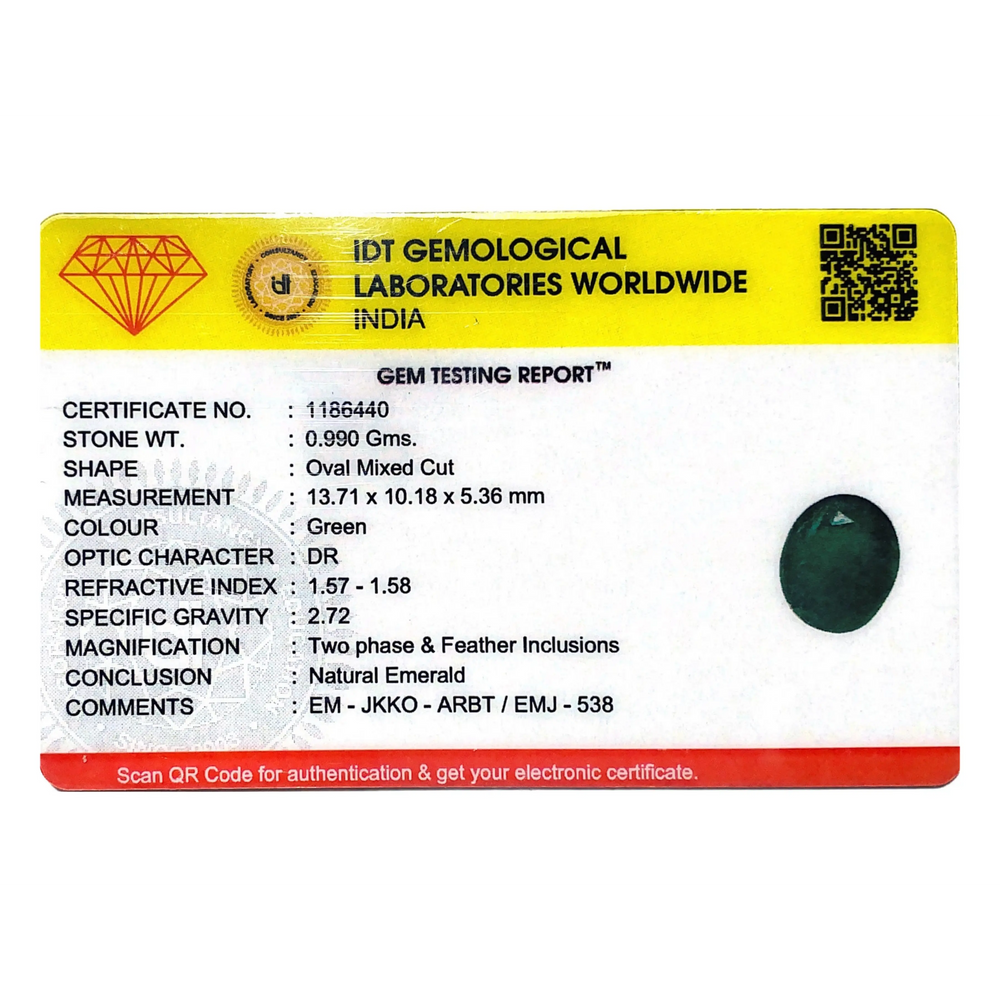 IDT GEMOLOGICAL
LABORATORIES WORLDWIDE
INDIA
GEM TESTING REPORT™
CERTIFICATE NO. : 1186440
STONE WT. : 0.990 Gms.
SHAPE : Oval Mixed Cut
MEASUREMENT : 13.71 x 10.18 x 5.36 mm
COLOUR : Green
OPTIC CHARACTER : DR
REFRACTIVE INDEX : 1.57 - 1.58
SPECIFIC GRAVITY : 2.72
MAGNIFICATION : Two phase & Feather Inclusions
CONCLUSION : Natural Emerald
COMMENTS : EM - JKKO - ARBT / EMJ - 538
Scan QR Code for authentication & get your electronic certificate.